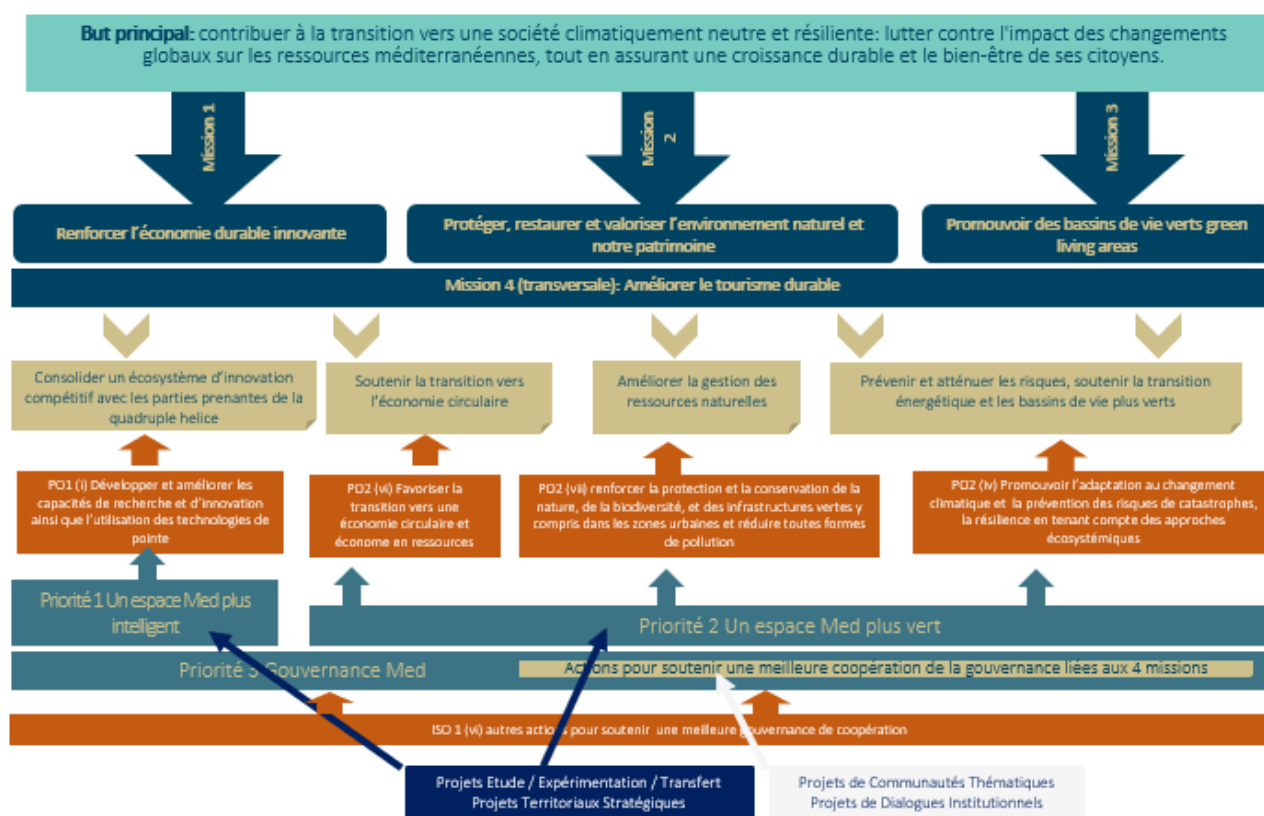 But principal: contribuer à la transition vers une société climatiquement neutre et résiliente: lutter contre l'impact des changements
globaux sur les ressources méditerranéennes, tout en assurant une croissance durable et le bien-être de ses citoyens.
Mission 1
Mission
2
Mission 3
Renforcer l'économie durable innovante
Protéger, restaurer et valoriser l'environnement naturel et
notre patrimoine
Promouvoir des bassins de vie verts green
living areas
Mission 4 (transversale): Améliorer le tourisme durable
Consolider un écosystème d'innovation
compétitif avec les parties prenantes de la
quadruple helice
Soutenir la transition vers
l'économie circulaire
Améliorer la gestion des
ressources naturelles
Prévenir et atténuer les risques, soutenir la transition
énergétique et les bassins de vie plus verts
PO1 (i) Développer et améliorer les
capacités de recherche et d'innovation
ainsi que l'utilisation des technologies de
pointe
PO2 (vi) Favoriser la
transition vers une
économie circulaire et
économe en ressources
PO2 (vii) renforcer la protection et la conservation de la
nature, de la biodiversité, et des infrastructures vertes y
compris dans les zones urbaines et réduire toutes formes
de pollution
PO2 (iv) Promouvoir l'adaptation au changement
climatique et la prévention des risques de catastrophes,
la résilience en tenant compte des approches
écosystémiques
Priorité 1 Un espace Med plus
intelligent
Priorité 2 Un espace Med plus vert
Priorité 3 Gouvernance Med
Actions pour soutenir une meilleure coopération de la gouvernance liées aux 4 missions
ISO 1 (vi) autres actions pour soutenir une meilleure gouvernance de coopération
Projets Etude / Expérimentation / Transfert
Projets Territoriaux Stratégiques
Projets de Communautés Thématiques
Projets de Dialogues Institutionnels